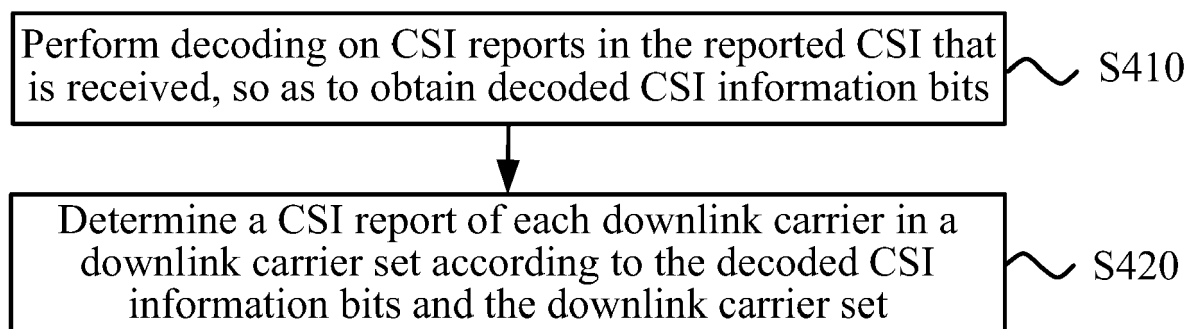 Perform decoding on CSI reports in the reported CSI that
is received, so as to obtain decoded CSI information bits
S410
Determine a CSI report of each downlink carrier in a
downlink carrier set according to the decoded CSI
information bits and the downlink carrier set
S420